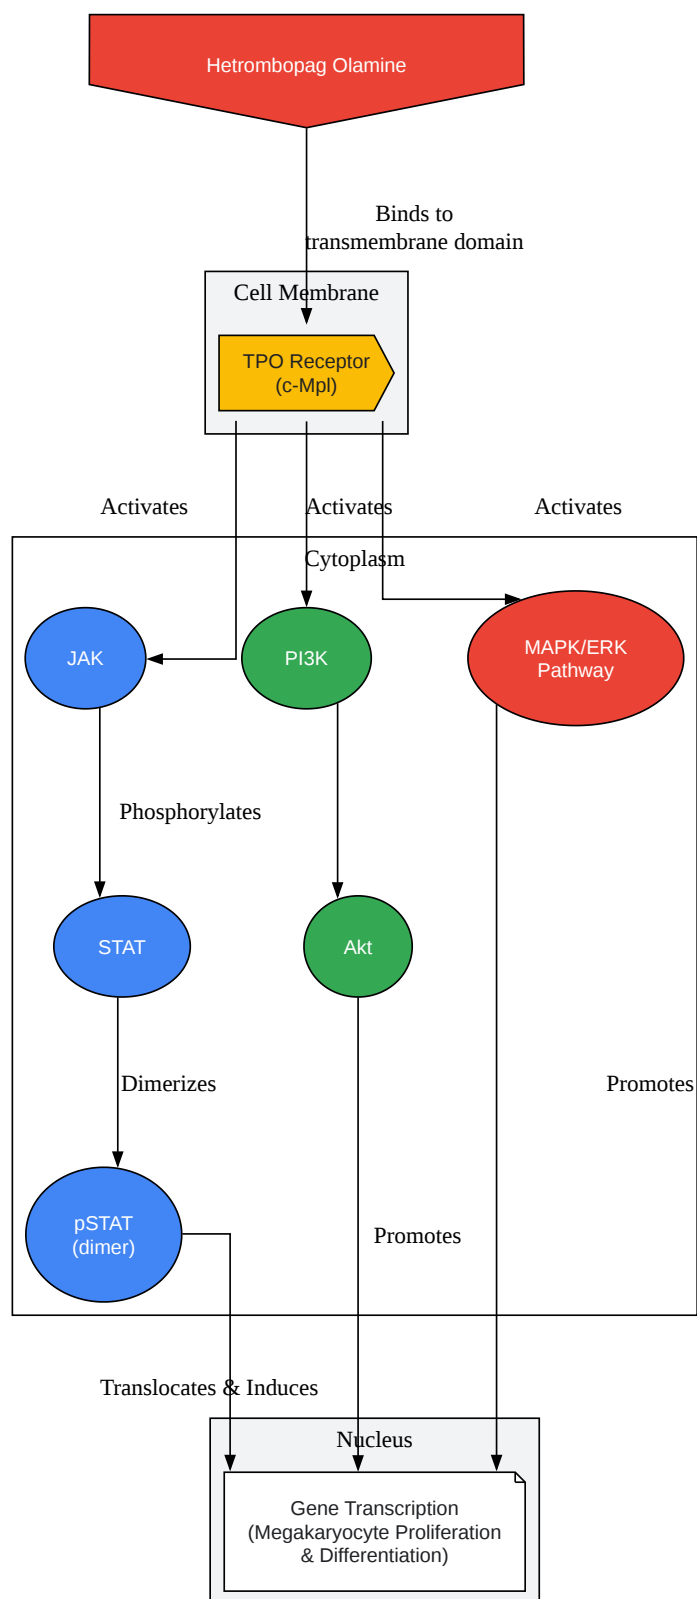 Hetrombopag Olamine
Binds to
transmembrane domain
Cell Membrane
TPO Receptor
(c-Mpl)
Activates
Activates
Activates
Cytoplasm
JAK
PI3K
MAPK/ERK
Pathway
Phosphorylates
STAT
Akt
Dimerizes
Promotes
pSTAT
(dimer)
Promotes
Translocates & Induces
Nucleus
Gene Transcription
(Megakaryocyte Proliferation
& Differentiation)